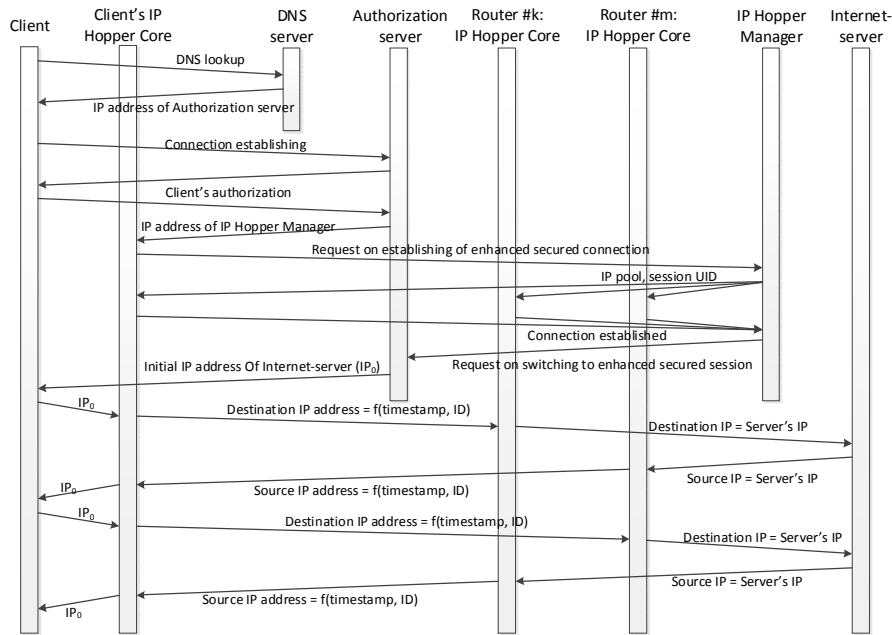 Client
Client's IP
Hopper Core
DNS
server
Authorization
server
Router #k:
IP Hopper Core
Router #m:
IP Hopper Core
IP Hopper
Manager
Internet-
server
DNS lookup
IP address of Authorization server
Connection establishing
Client's authorization
IP address of IP Hopper Manager
Request on establishing of enhanced secured connection
IP pool, session UID
Connection established
Request on switching to enhanced secured session
Initial IP address Of Internet-server (IP₀)
IP₀
Destination IP address = f(timestamp, ID)
Destination IP = Server's IP
Source IP = Server's IP
Source IP address = f(timestamp, ID)
IP₀
IP₀
Destination IP address = f(timestamp, ID)
Destination IP = Server's IP
Source IP = Server's IP
Source IP address = f(timestamp, ID)
IP₀